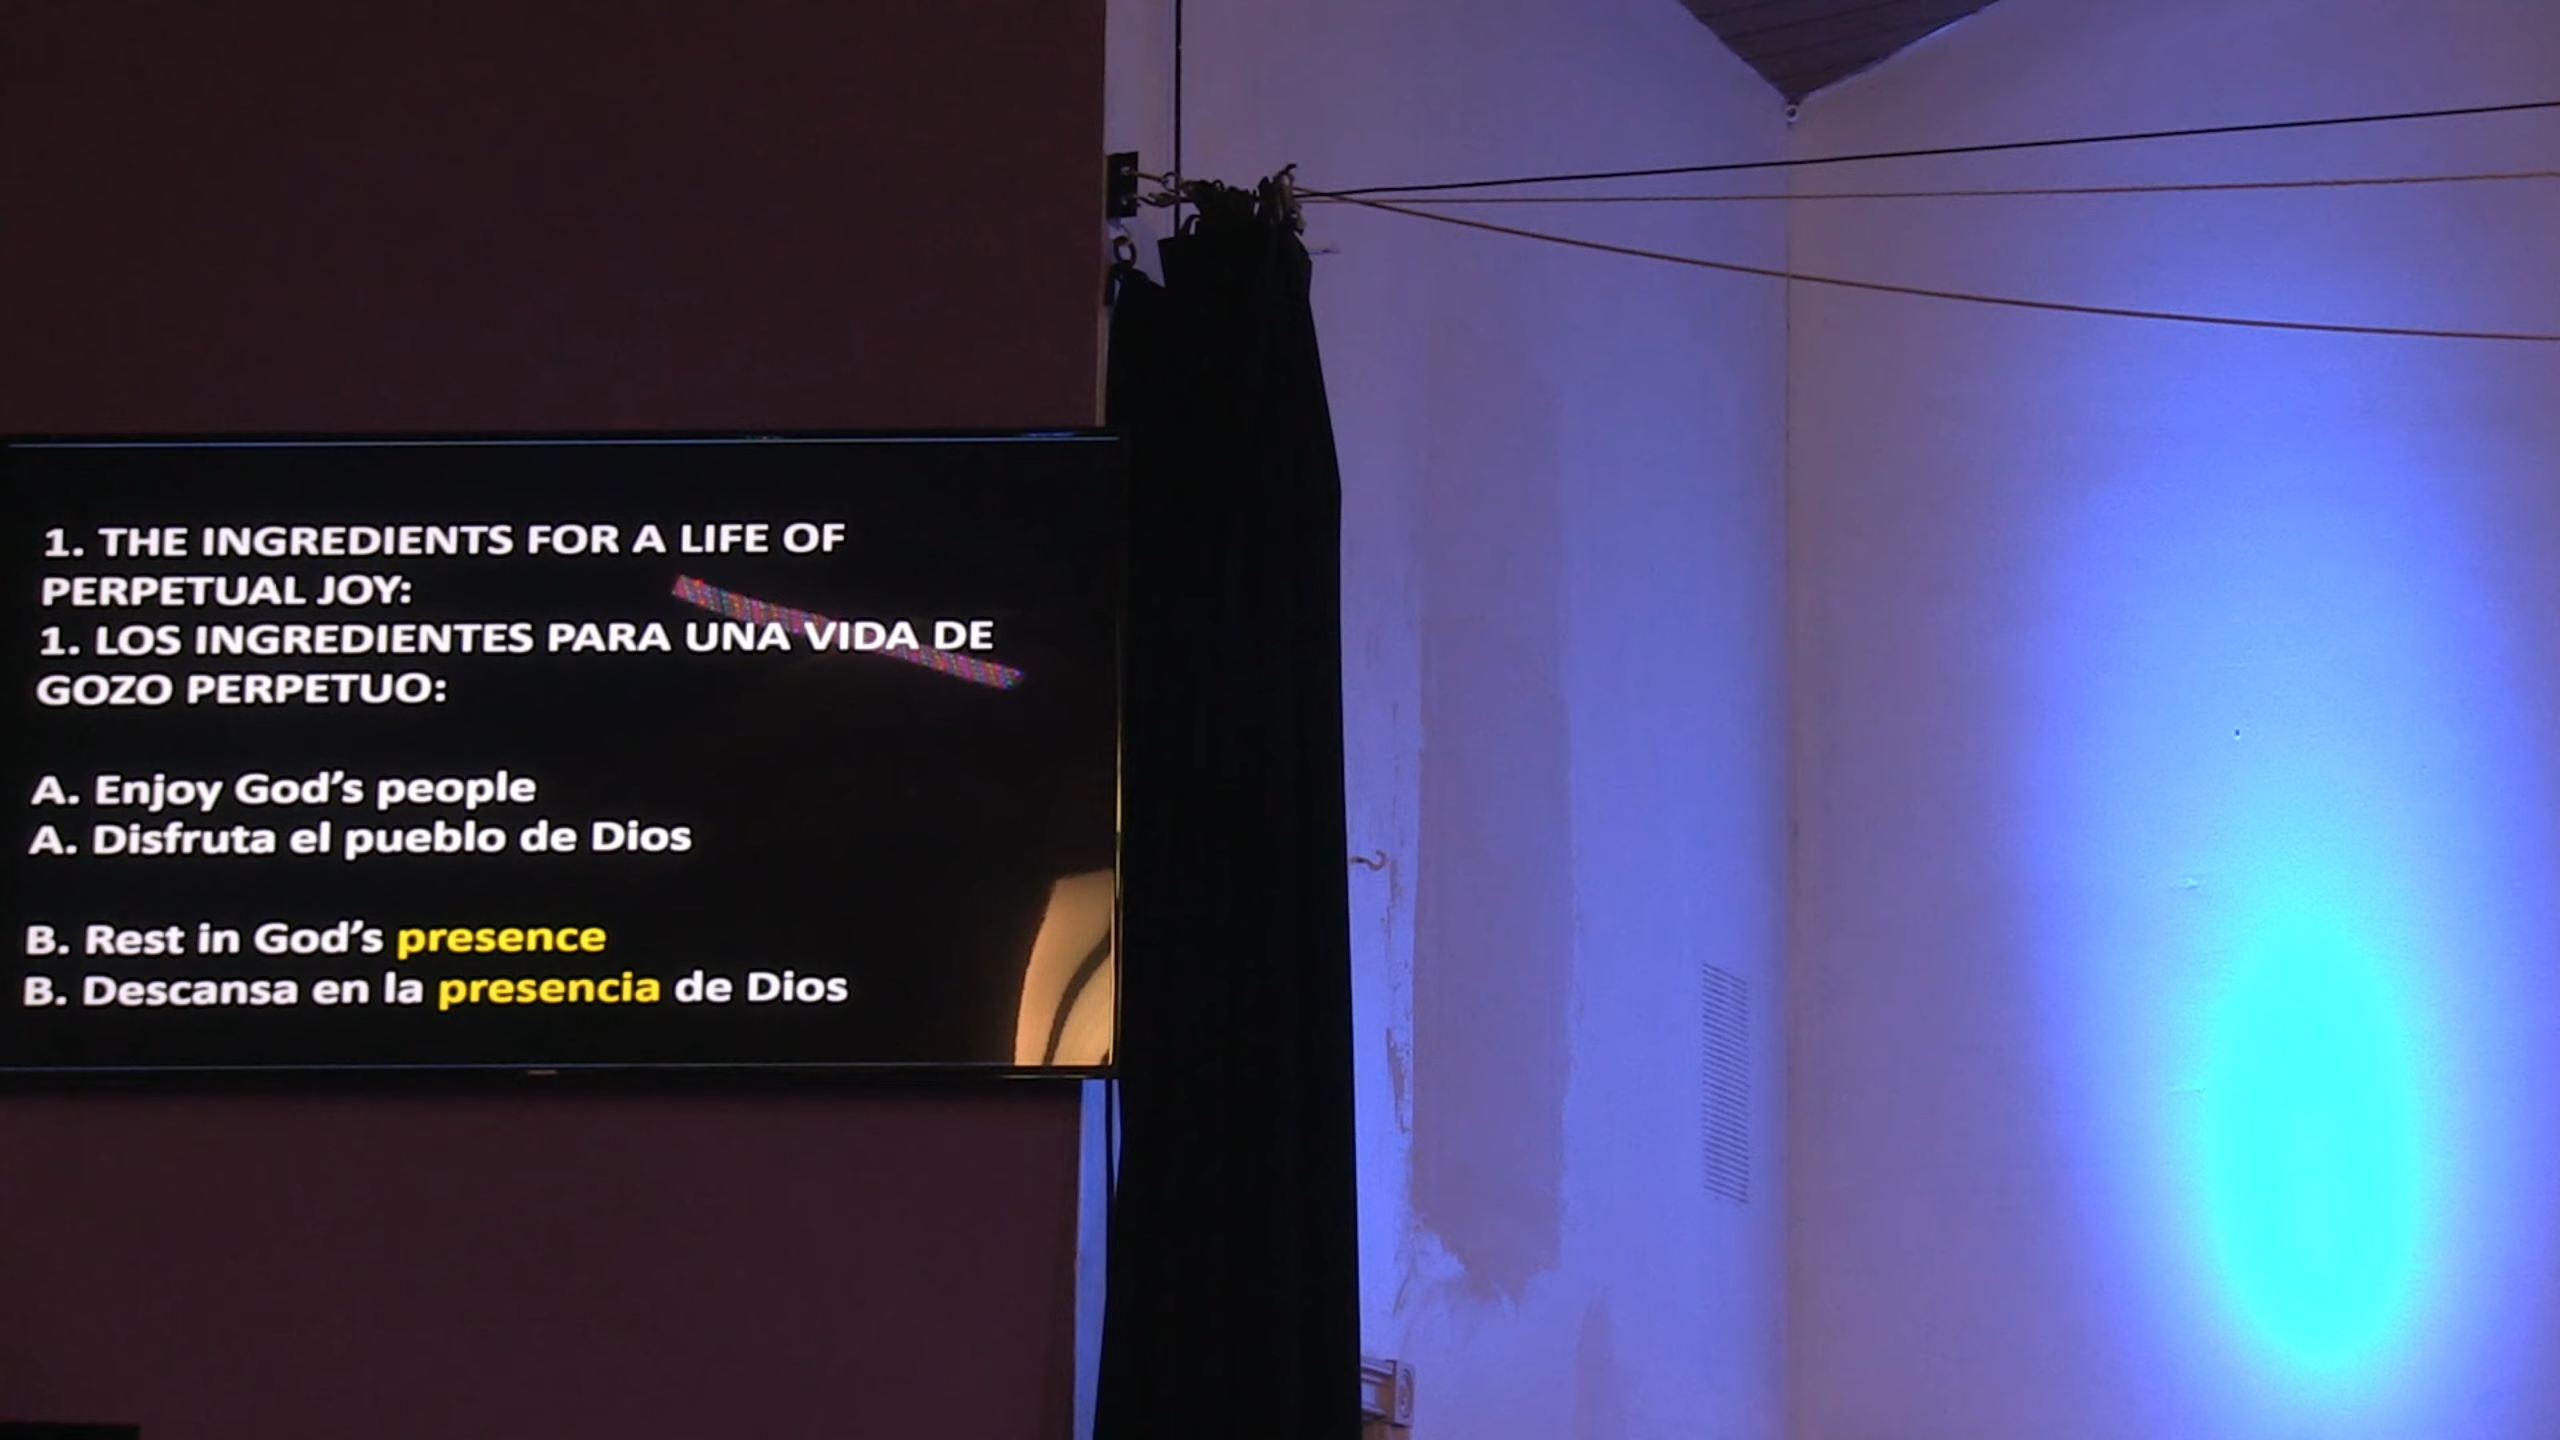 1. THE INGREDIENTS FOR A LIFE OF
PERPETUAL JOY:
1. LOS INGREDIENTES PARA UNA VIDA DE
GOZO PERPETUO:
A. Enjoy God’s people
A. Disfruta el pueblo de Dios
B. Rest in God’s presence
B. Descansa en la presencia de Dios